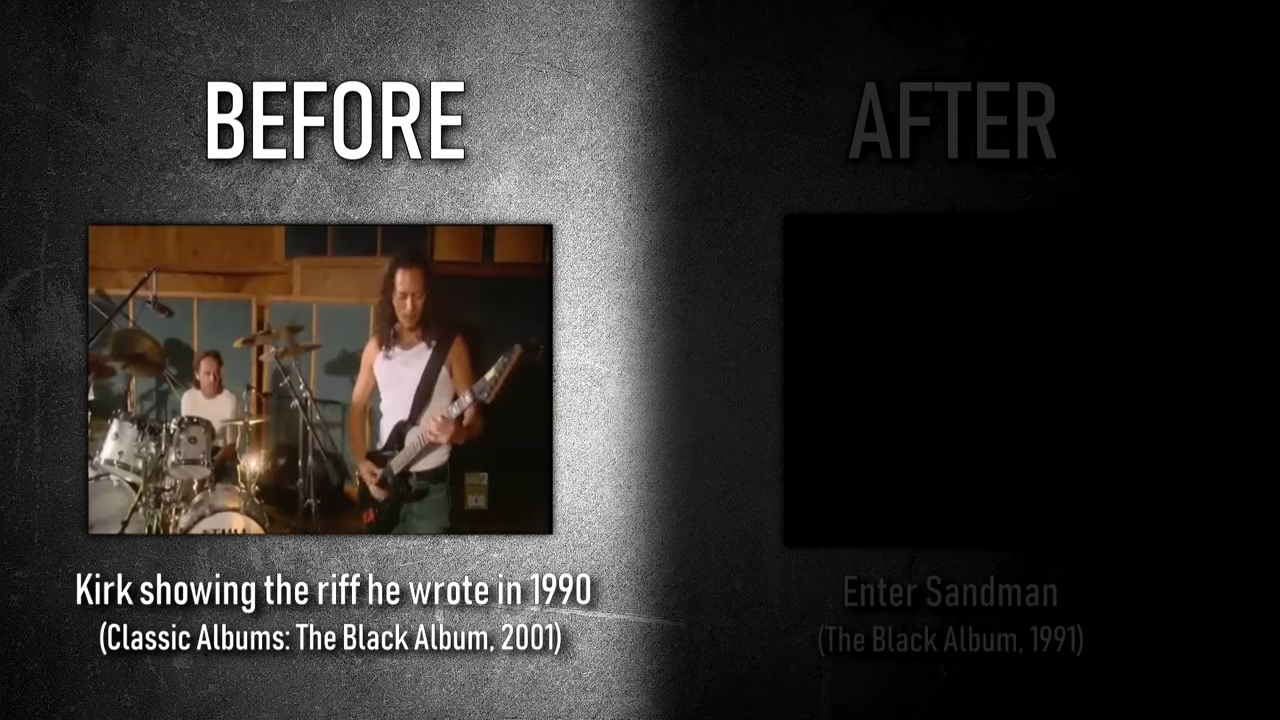 BEFORE
Kirk showing the riff he wrote in 1990
(Classic Albums: The Black Album, 2001)
AFTER
Enter Sandman
(The Black Album, 1991)